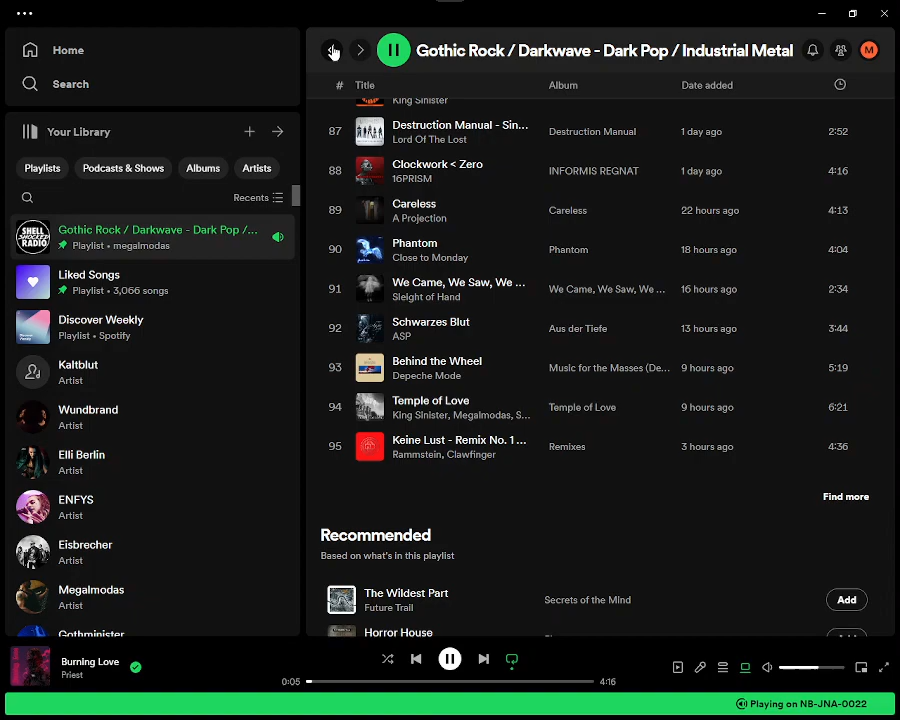 Home
Search
Your Library
Playlists
Podcasts & Shows
Albums
Artists
Recents
SHELL SHOCKED RADIO
Gothic Rock / Darkwave - Dark Pop /...
Playlist • megalmodas
Liked Songs
Playlist • 3,066 songs
Discover Weekly
Playlist • Spotify
Kaltblut
Artist
Wundbrand
Artist
Elli Berlin
Artist
ENFYS
Artist
Eisbrecher
Artist
Megalmodas
Artist
Gothminister
Gothic Rock / Darkwave - Dark Pop / Industrial Metal
M
# Title Album Date added
King Sinister
87 Destruction Manual - Sin... Destruction Manual 1 day ago 2:52
Lord Of The Lost
88 Clockwork < Zero INFORMIS REGNAT 1 day ago 4:16
16PRISM
89 Careless Careless 22 hours ago 4:13
A Projection
90 Phantom Phantom 18 hours ago 4:04
Close to Monday
91 We Came, We Saw, We ... We Came, We Saw, We ... 16 hours ago 2:34
Sleight of Hand
92 Schwarzes Blut Aus der Tiefe 13 hours ago 3:44
ASP
93 Behind the Wheel Music for the Masses (De... 9 hours ago 5:19
Depeche Mode
94 Temple of Love Temple of Love 9 hours ago 6:21
King Sinister, Megalmodas, S...
95 Keine Lust - Remix No. 1 ... Remixes 3 hours ago 4:36
Rammstein, Clawfinger
Find more
Recommended
Based on what's in this playlist
The Wildest Part Secrets of the Mind Add
Future Trail
Horror House
Burning Love
Priest
0:05 4:16
Playing on NB-JNA-0022